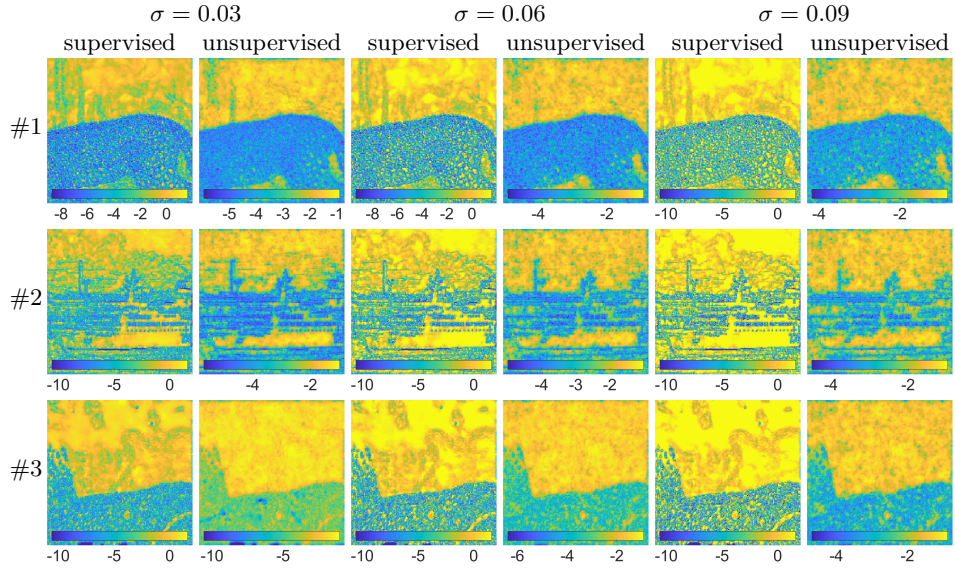 σ = 0.03 σ = 0.06 σ = 0.09
supervised unsupervised supervised unsupervised supervised unsupervised
#1
-8 -6 -4 -2 0 -5 -4 -3 -2 -1 -8 -6 -4 -2 0 -4 -2 -10 -5 0 -4 -2
#2
-10 -5 0 -4 -2 -10 -5 0 -4 -3 -2 -10 -5 0 -4 -2
#3
-10 -5 0 -10 -5 -10 -5 0 -6 -4 -2 -10 -5 0 -4 -2